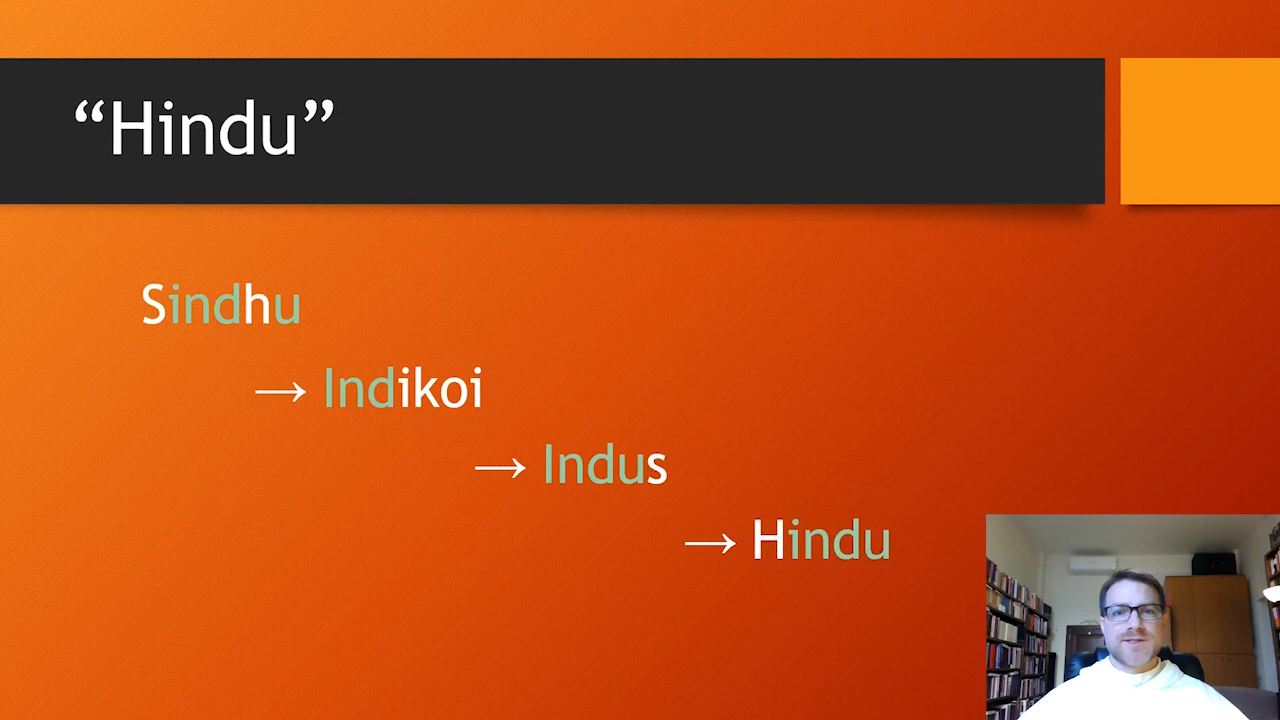 “Hindu”
Sindhu
→ Indikoi
→ Indus
→ Hindu